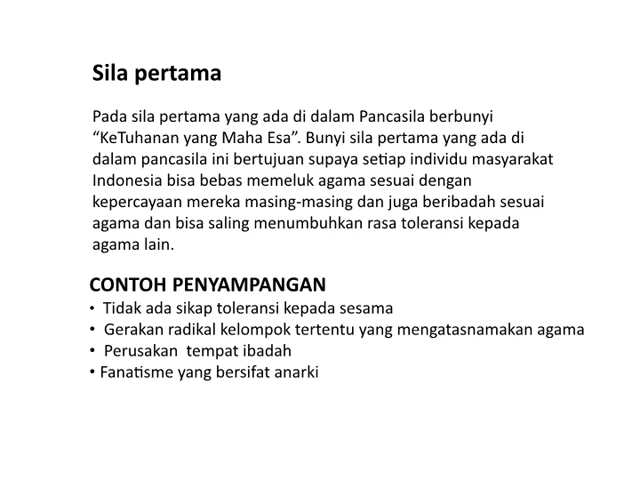 Sila pertama
Pada sila pertama yang ada di dalam Pancasila berbunyi
“KeTuhanan yang Maha Esa”. Bunyi sila pertama yang ada di
dalam pancasila ini bertujuan supaya setiap individu masyarakat
Indonesia bisa bebas memeluk agama sesuai dengan
kepercayaan mereka masing-masing dan juga beribadah sesuai
agama dan bisa saling menumbuhkan rasa toleransi kepada
agama lain.
CONTOH PENYAMPANGAN
• Tidak ada sikap toleransi kepada sesama
• Gerakan radikal kelompok tertentu yang mengatasnamakan agama
• Perusakan tempat ibadah
• Fanatisme yang bersifat anarki